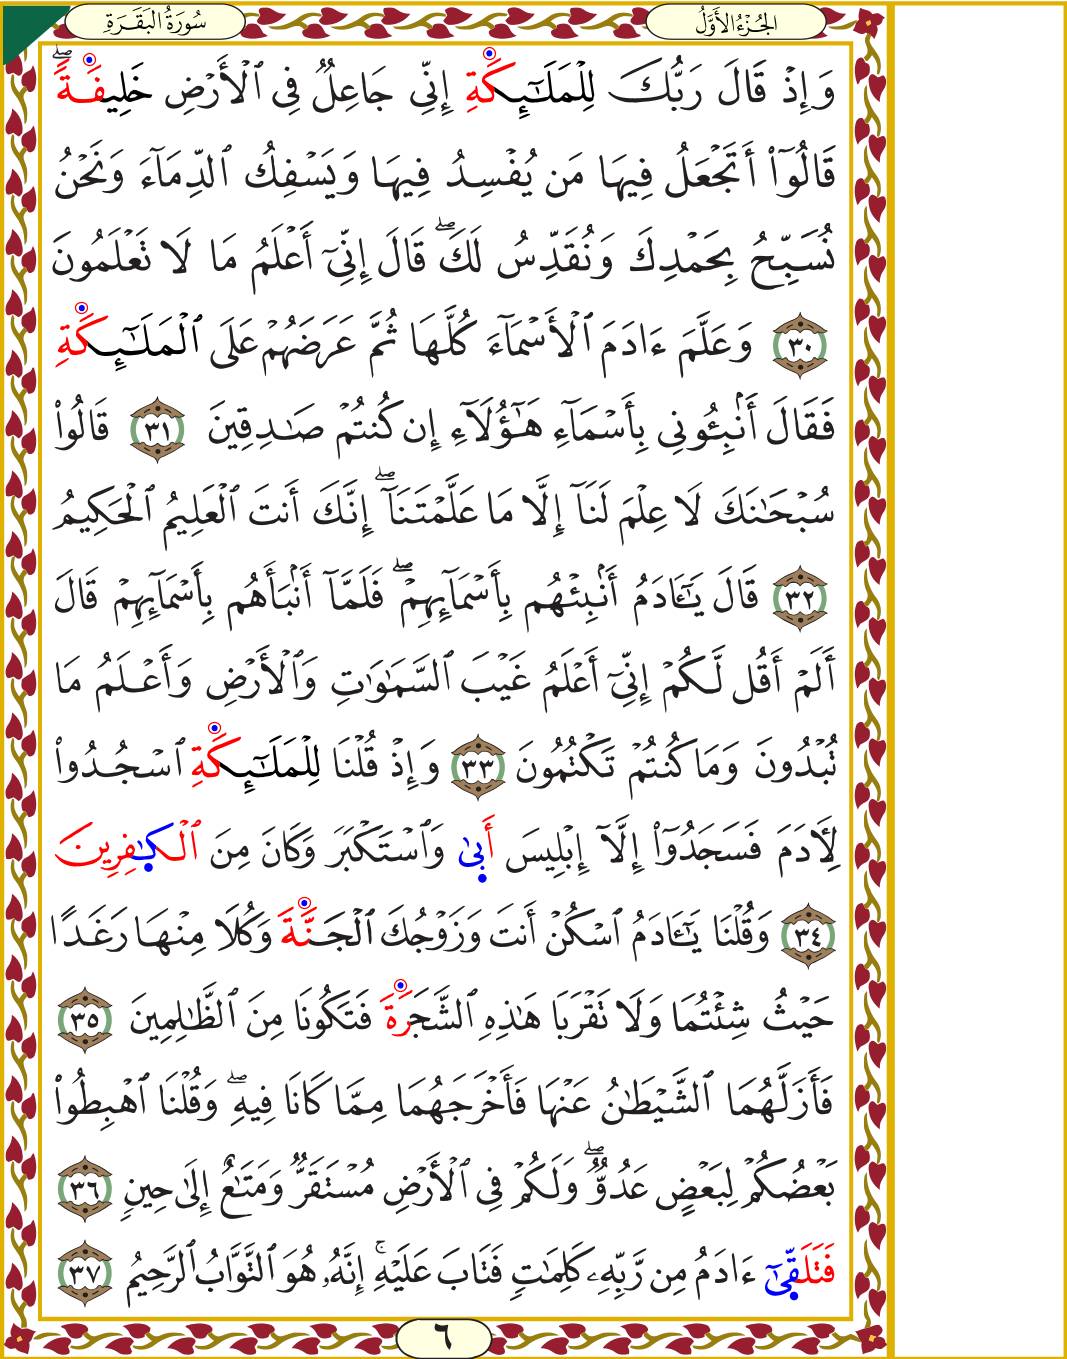 الجُزْءُ الأَوَّلُ
سُورَةُ البَقَرَةِ
وَإِذْ قَالَ رَبُّكَ لِلْمَلَـٰٓئِكَةِ إِنِّي جَاعِلٌ فِي ٱلْأَرْضِ خَلِيفَةً ۖ
قَالُوٓا۟ أَتَجْعَلُ فِيهَا مَن يُفْسِدُ فِيهَا وَيَسْفِكُ ٱلدِّمَآءَ وَنَحْنُ
نُسَبِّحُ بِحَمْدِكَ وَنُقَدِّسُ لَكَ ۖ قَالَ إِنِّيٓ أَعْلَمُ مَا لَا تَعْلَمُونَ
٣٠ وَعَلَّمَ ءَادَمَ ٱلْأَسْمَآءَ كُلَّهَا ثُمَّ عَرَضَهُمْ عَلَى ٱلْمَلَـٰٓئِكَةِ
فَقَالَ أَنۢبِـُٔونِي بِأَسْمَآءِ هَـٰٓؤُلَآءِ إِن كُنتُمْ صَـٰدِقِينَ ٣١ قَالُوا۟
سُبْحَـٰنَكَ لَا عِلْمَ لَنَآ إِلَّا مَا عَلَّمْتَنَآ ۖ إِنَّكَ أَنتَ ٱلْعَلِيمُ ٱلْحَكِيمُ
٣٢ قَالَ يَـٰٓـَٔادَمُ أَنۢبِئْهُم بِأَسْمَآئِهِمْ ۖ فَلَمَّآ أَنۢبَأَهُم بِأَسْمَآئِهِمْ قَالَ
أَلَمْ أَقُل لَّكُمْ إِنِّيٓ أَعْلَمُ غَيْبَ ٱلسَّمَـٰوَٰتِ وَٱلْأَرْضِ وَأَعْلَمُ مَا
تُبْدُونَ وَمَا كُنتُمْ تَكْتُمُونَ ٣٣ وَإِذْ قُلْنَا لِلْمَلَـٰٓئِكَةِ ٱسْجُدُوا۟
لِـَٔادَمَ فَسَجَدُوٓا۟ إِلَّآ إِبْلِيسَ أَبَىٰ وَٱسْتَكْبَرَ وَكَانَ مِنَ ٱلْكَـٰفِرِينَ
٣٤ وَقُلْنَا يَـٰٓـَٔادَمُ ٱسْكُنْ أَنتَ وَزَوْجُكَ ٱلْجَنَّةَ وَكُلَا مِنْهَا رَغَدًا
حَيْثُ شِئْتُمَا وَلَا تَقْرَبَا هَـٰذِهِ ٱلشَّجَرَةَ فَتَكُونَا مِنَ ٱلظَّـٰلِمِينَ ٣٥
فَأَزَلَّهُمَا ٱلشَّيْطَـٰنُ عَنْهَا فَأَخْرَجَهُمَا مِمَّا كَانَا فِيهِ ۖ وَقُلْنَا ٱهْبِطُوا۟
بَعْضُكُمْ لِبَعْضٍ عَدُوٌّ ۖ وَلَكُمْ فِي ٱلْأَرْضِ مُسْتَقَرٌّ وَمَتَـٰعٌ إِلَىٰ حِينٍ ٣٦
فَتَلَقَّىٰٓ ءَادَمُ مِن رَّبِّهِۦ كَلِمَـٰتٍ فَتَابَ عَلَيْهِ ۚ إِنَّهُۥ هُوَ ٱلتَّوَّابُ ٱلرَّحِيمُ ٣٧
٦